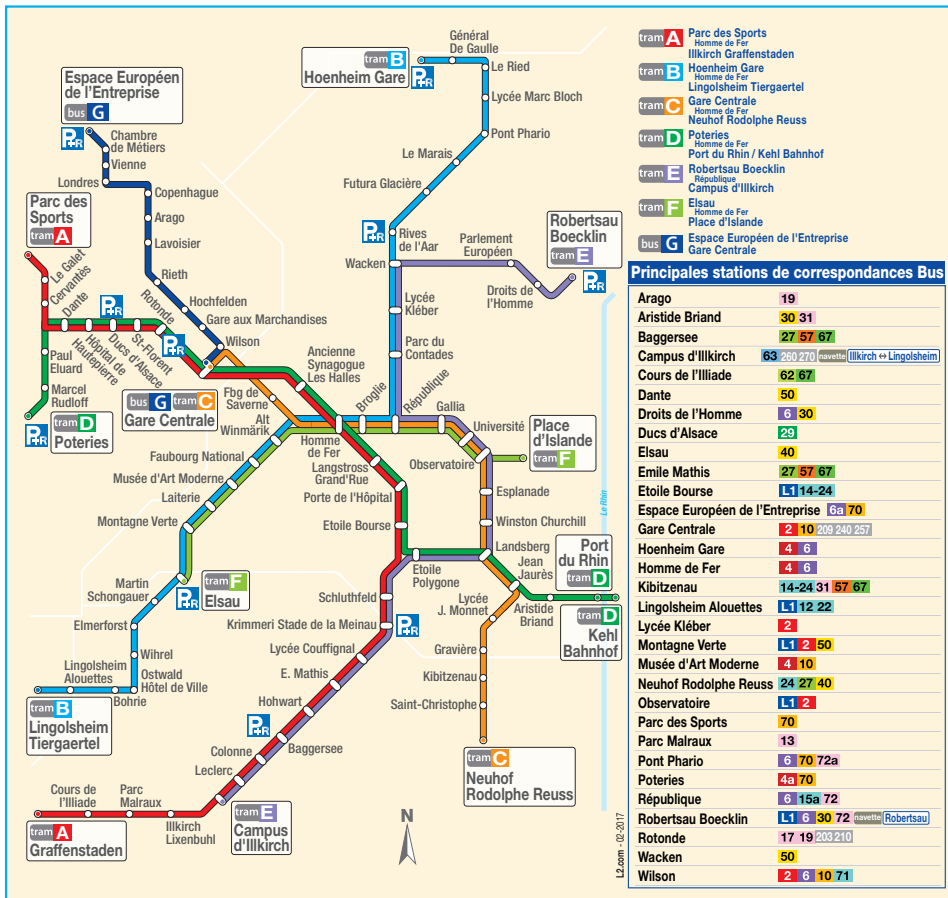 Espace Européen
de l'Entreprise
bus G
P+R
Chambre
de Métiers
Vienne
Londres
Copenhague
Arago
Lavoisier
Rieth
Hochfelden
Gare aux Marchandises
Wilson
Parc des
Sports
tram A
Le Galet
Cervantès
Dante
Hôpital de
Hautepierre
Ducs d'Alsace
St-Florent
Rotonde
P+R
P+R
Paul
Eluard
Marcel
Rudloff
P+R
tram D
Poteries
bus G tram C
Gare Centrale
tram B
Hoenheim Gare
P+R
Général
De Gaulle
Le Ried
Lycée Marc Bloch
Pont Phario
Le Marais
Futura Glacière
P+R
Rives
de l'Aar
Wacken
Lycée
Kléber
Parc du
Contades
Parlement
Européen
Droits de
l'Homme
Robertsau
Boecklin
tram E
P+R
Ancienne
Synagogue
Les Halles
Fbg de
Saverne
Alt
Winmärik
Faubourg National
Musée d'Art Moderne
Laiterie
Montagne Verte
Homme
de Fer
Broglie
République
Gallia
Université
Observatoire
Place
d'Islande
tram F
Langstross
Grand'Rue
Porte de l'Hôpital
Etoile Bourse
Esplanade
Winston Churchill
Landsberg
Jean
Jaurès
Port
du Rhin
tram D
tram D
Kehl
Bahnhof
Aristide
Briand
Le Rhin
Etoile
Polygone
Lycée
J. Monnet
Gravière
Kibitzenau
Saint-Christophe
tram C
Neuhof
Rodolphe Reuss
Schluthfeld
Krimmeri Stade de la Meinau
P+R
Lycée Couffignal
E. Mathis
Hohwart
P+R
Baggersee
Colonne
Leclerc
tram E
Campus
d'Illkirch
P+R
tram F
Elsau
Martin
Schongauer
Elmerforst
Wihrel
Ostwald
Hôtel de Ville
Bohrie
Lingolsheim
Alouettes
tram B
Lingolsheim
Tiergaertel
Cours de
l'Illiade
Parc
Malraux
Illkirch
Lixenbuhl
tram A
Graffenstaden
N
L2.com - 02-2017
tram A Parc des Sports
Homme de Fer
Illkirch Graffenstaden
tram B Hoenheim Gare
Homme de Fer
Lingolsheim Tiergaertel
tram C Gare Centrale
Homme de Fer
Neuhof Rodolphe Reuss
tram D Poteries
Homme de Fer
Port du Rhin / Kehl Bahnhof
tram E Robertsau Boecklin
République
Campus d'Illkirch
tram F Elsau
Homme de Fer
Place d'Islande
bus G Espace Européen de l'Entreprise
Gare Centrale
Principales stations de correspondances Bus
Arago 19
Aristide Briand 30 31
Baggersee 27 57 67
Campus d'Illkirch 63 260 270 navette Illkirch ↔ Lingolsheim
Cours de l'Illiade 62 67
Dante 50
Droits de l'Homme 6 30
Ducs d'Alsace 29
Elsau 40
Emile Mathis 27 57 67
Etoile Bourse L1 14-24
Espace Européen de l'Entreprise 6a 70
Gare Centrale 2 10 209 240 257
Hoenheim Gare 4 6
Homme de Fer 4 6
Kibitzenau 14-24 31 57 67
Lingolsheim Alouettes L1 12 22
Lycée Kléber 2
Montagne Verte L1 2 50
Musée d'Art Moderne 4 10
Neuhof Rodolphe Reuss 24 27 40
Observatoire L1 2
Parc des Sports 70
Parc Malraux 13
Pont Phario 6 70 72a
Poteries 4a 70
République 6 15a 72
Robertsau Boecklin L1 6 30 72 navette Robertsau
Rotonde 17 19 203 210
Wacken 50
Wilson 2 6 10 71